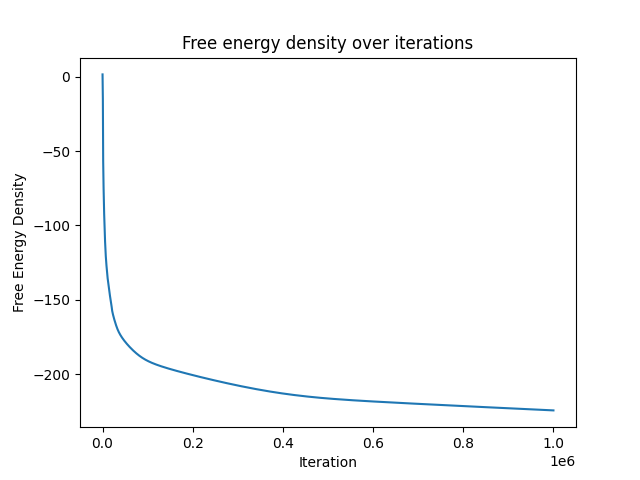 Free energy density over iterations
Free Energy Density
0
−50
−100
−150
−200
0.0 0.2 0.4 0.6 0.8 1.0
Iteration
1e6